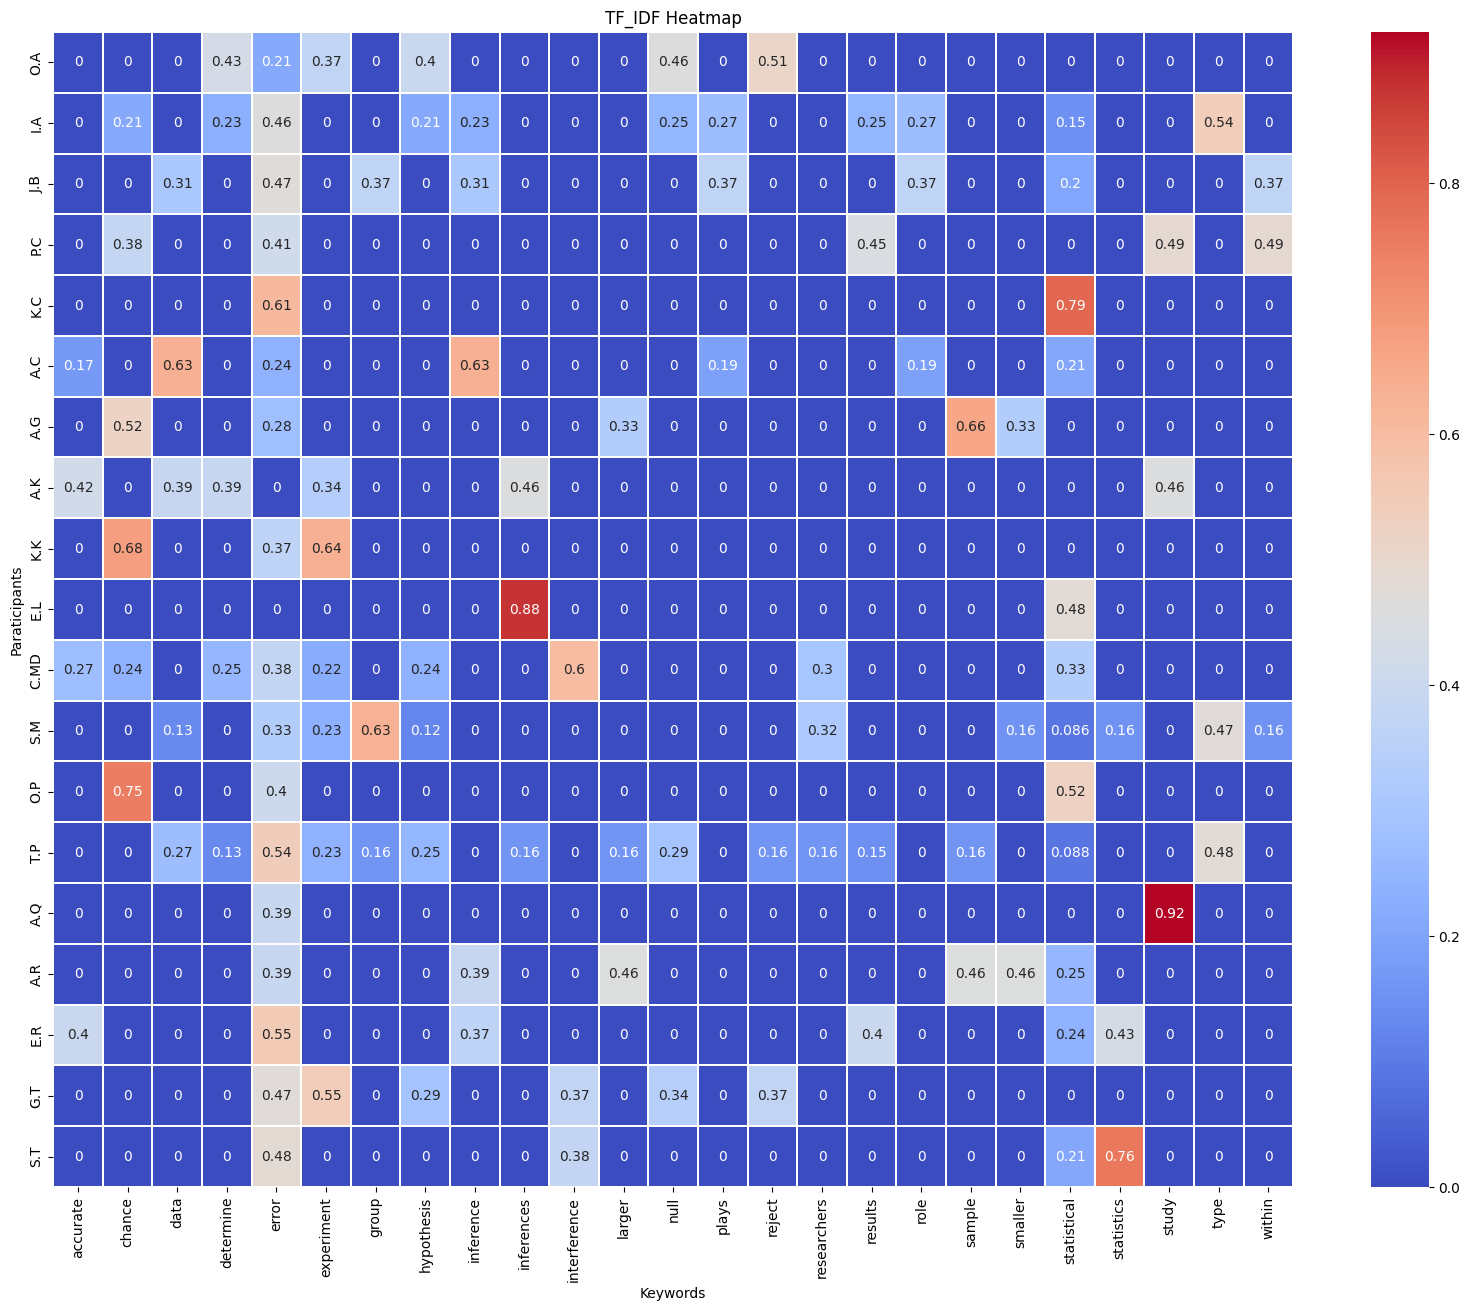 TF_IDF Heatmap
O.A 0 0 0 0.43 0.21 0.37 0 0.4 0 0 0 0 0.46 0 0.51 0 0 0 0 0 0 0 0 0 0
I.A 0 0.21 0 0.23 0.46 0 0 0.21 0.23 0 0 0 0.25 0.27 0 0 0.25 0.27 0 0 0.15 0 0 0.54 0
J.B 0 0 0.31 0 0.47 0 0.37 0 0.31 0 0 0 0 0.37 0 0 0 0.37 0 0 0.2 0 0 0 0.37
P.C 0 0.38 0 0 0.41 0 0 0 0 0 0 0 0 0 0 0 0.45 0 0 0 0 0 0.49 0 0.49
K.C 0 0 0 0 0.61 0 0 0 0 0 0 0 0 0 0 0 0 0 0 0 0.79 0 0 0 0
A.C 0.17 0 0.63 0 0.24 0 0 0 0.63 0 0 0 0 0.19 0 0 0 0.19 0 0 0.21 0 0 0 0
A.G 0 0.52 0 0 0.28 0 0 0 0 0 0 0.33 0 0 0 0 0 0 0.66 0.33 0 0 0 0 0
A.K 0.42 0 0.39 0.39 0 0.34 0 0 0 0.46 0 0 0 0 0 0 0 0 0 0 0 0 0.46 0 0
K.K 0 0.68 0 0 0.37 0.64 0 0 0 0 0 0 0 0 0 0 0 0 0 0 0 0 0 0 0
E.L 0 0 0 0 0 0 0 0 0 0.88 0 0 0 0 0 0 0 0 0 0 0.48 0 0 0 0
C.MD 0.27 0.24 0 0.25 0.38 0.22 0 0.24 0 0 0.6 0 0 0 0 0.3 0 0 0 0 0.33 0 0 0 0
S.M 0 0 0.13 0 0.33 0.23 0.63 0.12 0 0 0 0 0 0 0 0.32 0 0 0 0.16 0.086 0.16 0 0.47 0.16
O.P 0 0.75 0 0 0.4 0 0 0 0 0 0 0 0 0 0 0 0 0 0 0 0.52 0 0 0 0
T.P 0 0 0.27 0.13 0.54 0.23 0.16 0.25 0 0.16 0 0.16 0.29 0 0.16 0.16 0.15 0 0.16 0 0.088 0 0 0.48 0
A.Q 0 0 0 0 0.39 0 0 0 0 0 0 0 0 0 0 0 0 0 0 0 0 0 0.92 0 0
A.R 0 0 0 0 0.39 0 0 0 0.39 0 0 0.46 0 0 0 0 0 0 0.46 0.46 0.25 0 0 0 0
E.R 0.4 0 0 0 0.55 0 0 0 0.37 0 0 0 0 0 0 0 0.4 0 0 0 0.24 0.43 0 0 0
G.T 0 0 0 0 0.47 0.55 0 0.29 0 0 0.37 0 0.34 0 0.37 0 0 0 0 0 0 0 0 0 0
S.T 0 0 0 0 0.48 0 0 0 0 0 0.38 0 0 0 0 0 0 0 0 0 0.21 0.76 0 0 0
accurate chance data determine error experiment group hypothesis inference inferences interference larger null plays reject researchers results role sample smaller statistical statistics study type within
Keywords
Paraticipants
0.8
0.6
0.4
0.2
0.0